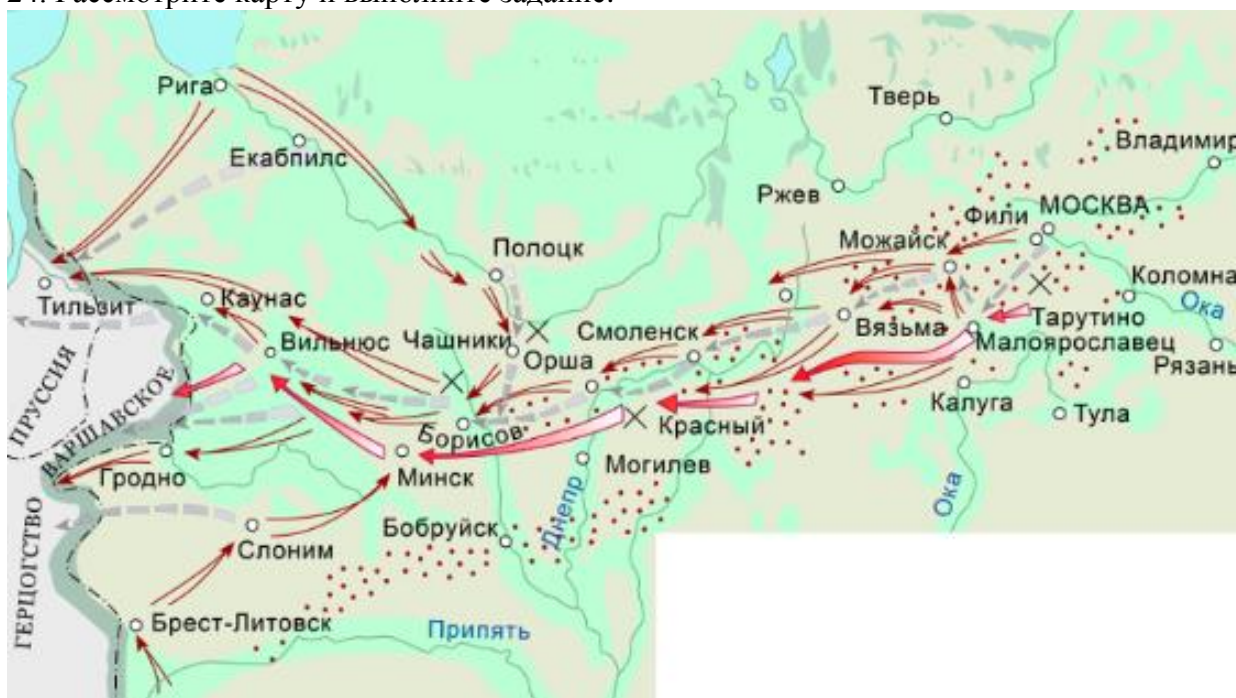 24. Рассмотрите карту и выполните задание.
Рига
Тверь
Владимир
Екабпилс
Ржев
Фили
МОСКВА
Полоцк
Можайск
Коломна
Тильзит
Каунас
Ока
Смоленск
Вязьма
Тарутино
Чашники
Вильнюс
Орша
Малоярославец
Рязань
ПРУССИЯ
ВАРШАВСКОЕ
Калуга
Тула
Борисов
Красный
Гродно
Минск
Могилев
Ока
ГЕРЦОГСТВО
Слоним
Бобруйск
Днепр
Брест-Литовск
Припять